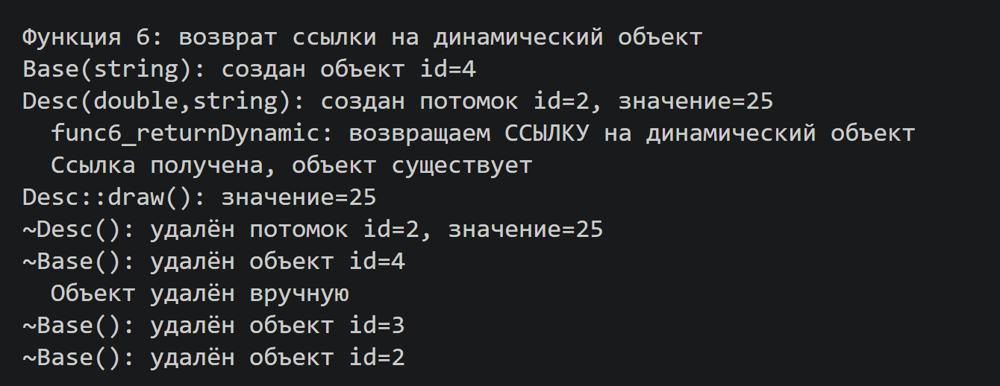 Функция 6: возврат ссылки на динамический объект
Base(string): создан объект id=4
Desc(double,string): создан потомок id=2, значение=25
  func6_returnDynamic: возвращаем ССЫЛКУ на динамический объект
  Ссылка получена, объект существует
Desc::draw(): значение=25
~Desc(): удалён потомок id=2, значение=25
~Base(): удалён объект id=4
  Объект удалён вручную
~Base(): удалён объект id=3
~Base(): удалён объект id=2